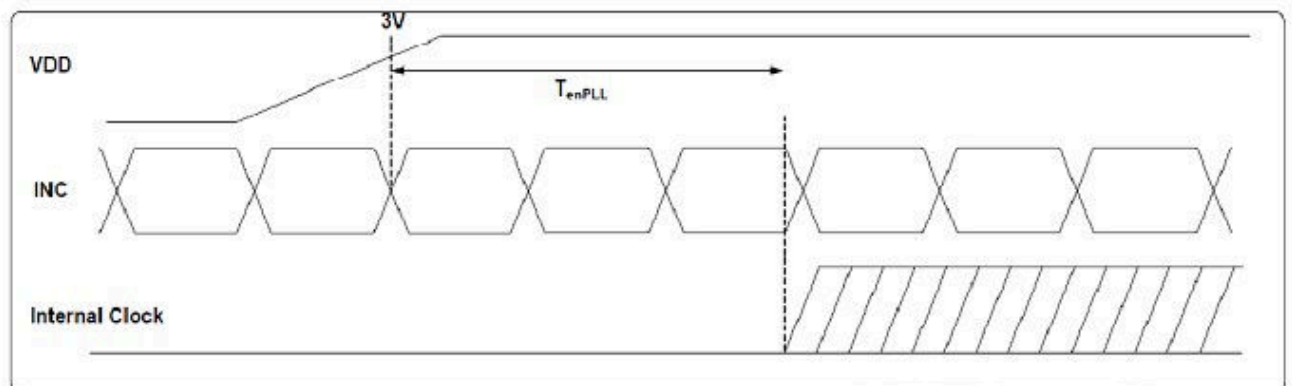 3V
VDD
TenPLL
INC
Internal Clock